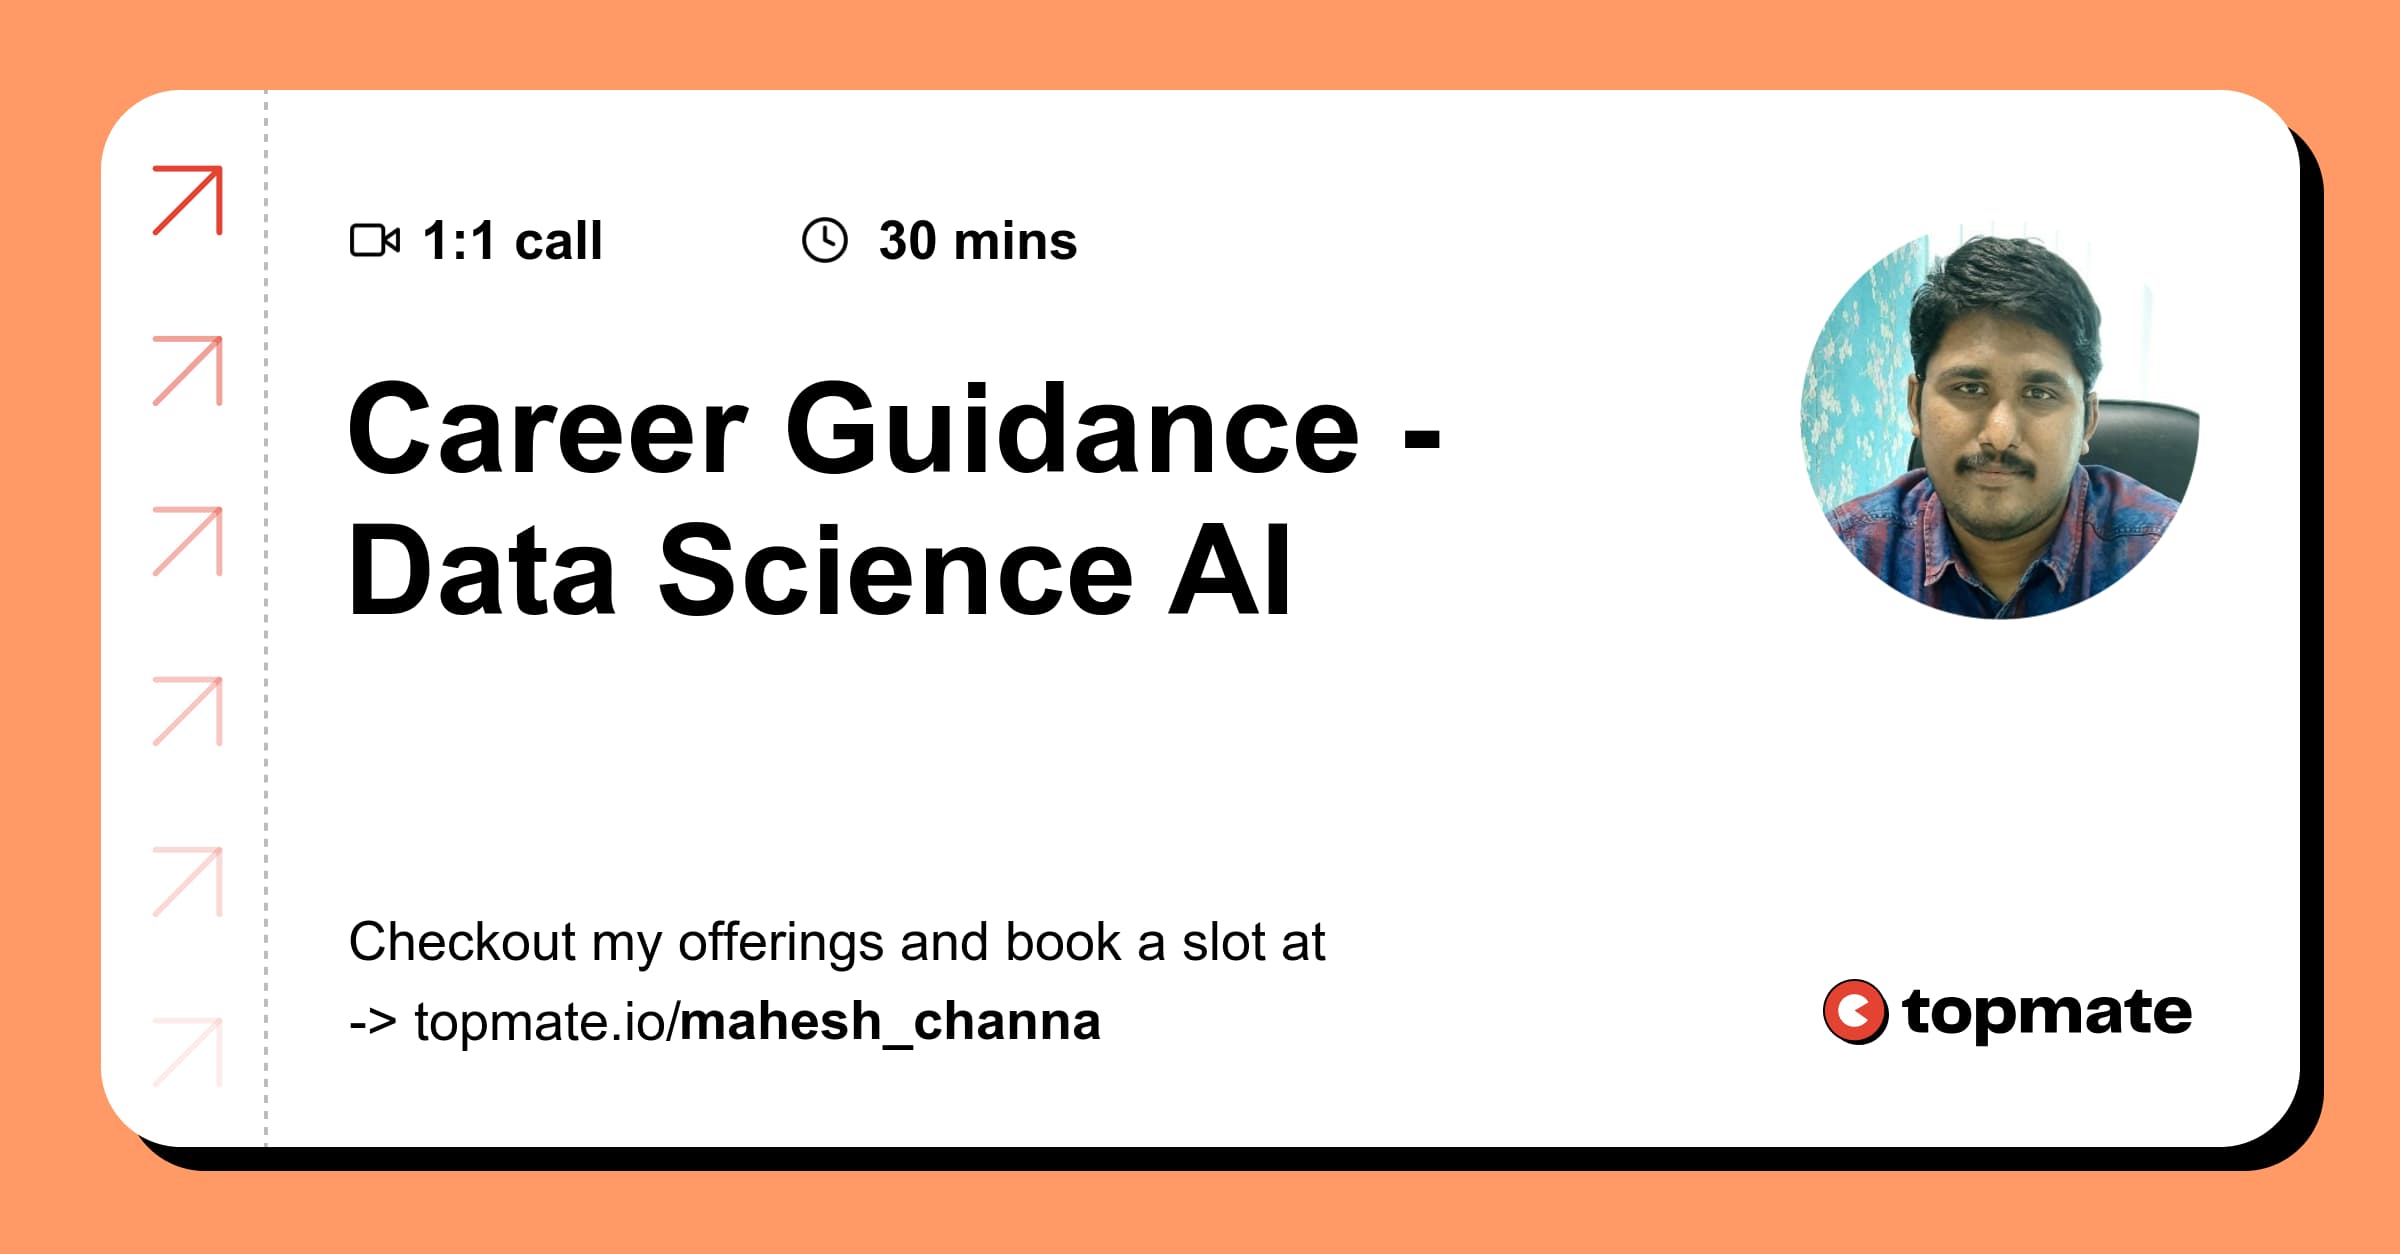 1:1 call 30 mins
Career Guidance -
Data Science AI
Checkout my offerings and book a slot at
-> topmate.io/mahesh_channa
topmate